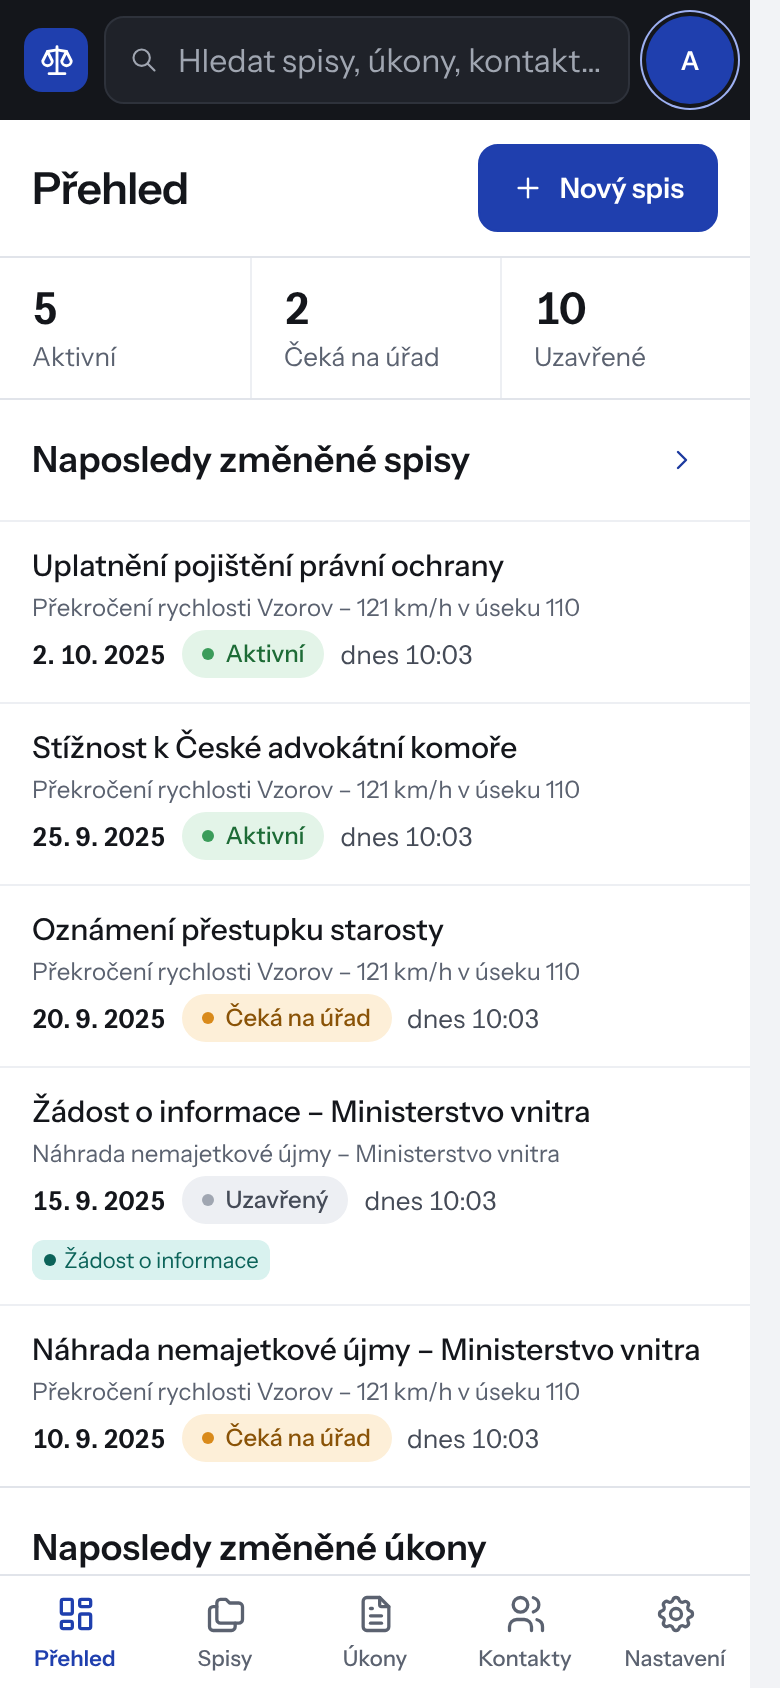 Hledat spisy, úkony, kontakt...
A
Přehled
Nový spis
5
Aktivní
2
Čeká na úřad
10
Uzavřené
Naposledy změněné spisy
Uplatnění pojištění právní ochrany
Překročení rychlosti Vzorov – 121 km/h v úseku 110
2. 10. 2025 Aktivní dnes 10:03
Stížnost k České advokátní komoře
Překročení rychlosti Vzorov – 121 km/h v úseku 110
25. 9. 2025 Aktivní dnes 10:03
Oznámení přestupku starosty
Překročení rychlosti Vzorov – 121 km/h v úseku 110
20. 9. 2025 Čeká na úřad dnes 10:03
Žádost o informace – Ministerstvo vnitra
Náhrada nemajetkové újmy – Ministerstvo vnitra
15. 9. 2025 Uzavřený dnes 10:03
Žádost o informace
Náhrada nemajetkové újmy – Ministerstvo vnitra
Překročení rychlosti Vzorov – 121 km/h v úseku 110
10. 9. 2025 Čeká na úřad dnes 10:03
Naposledy změněné úkony
Přehled Spisy Úkony Kontakty Nastavení